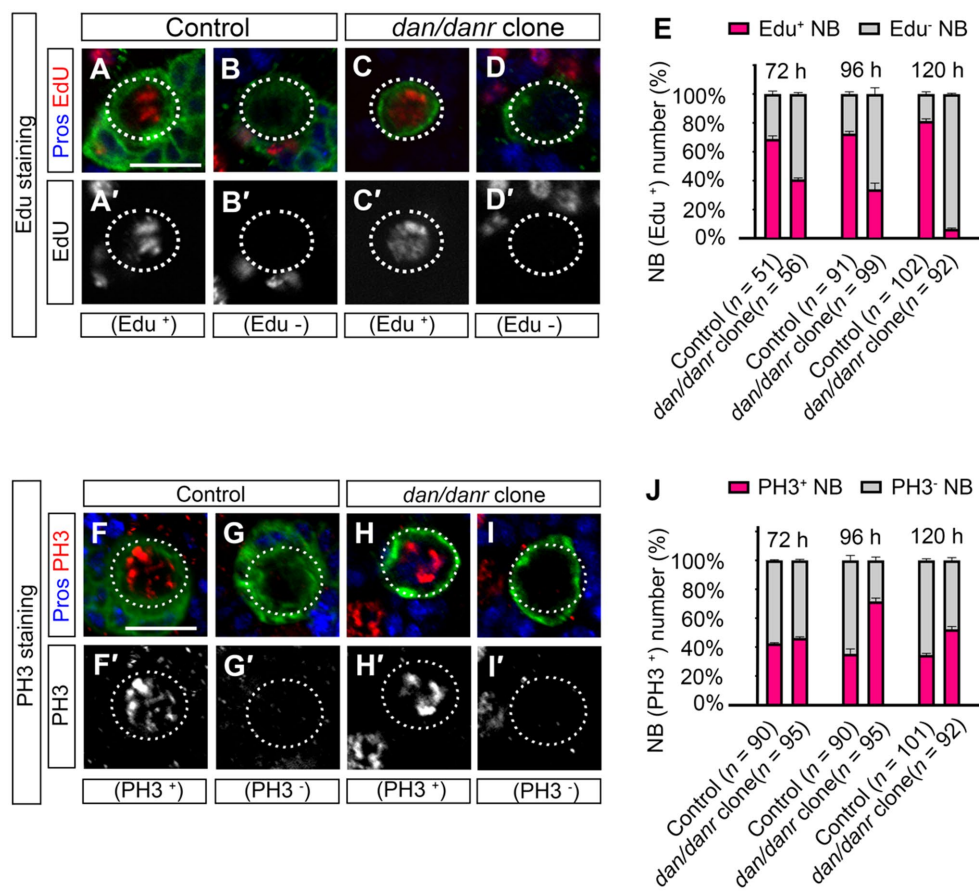 Control
dan/danr clone
Edu staining
Pros EdU
A
B
C
D
EdU
A′
B′
C′
D′
(Edu +)
(Edu -)
(Edu +)
(Edu -)
E
Edu+ NB
Edu- NB
NB (Edu +) number (%)
72 h
96 h
120 h
100%
80%
60%
40%
20%
0%
Control (n = 51)
dan/danr clone(n = 56)
Control (n = 91)
dan/danr clone(n = 99)
Control (n = 102)
dan/danr clone(n = 92)
Control
dan/danr clone
PH3 staining
Pros PH3
F
G
H
I
PH3
F′
G′
H′
I′
(PH3 +)
(PH3 -)
(PH3 +)
(PH3 -)
J
PH3+ NB
PH3- NB
NB (PH3 +) number (%)
72 h
96 h
120 h
100%
80%
60%
40%
20%
0%
Control (n = 90)
dan/danr clone(n = 95)
Control (n = 90)
dan/danr clone(n = 95)
Control (n = 101)
dan/danr clone(n = 92)